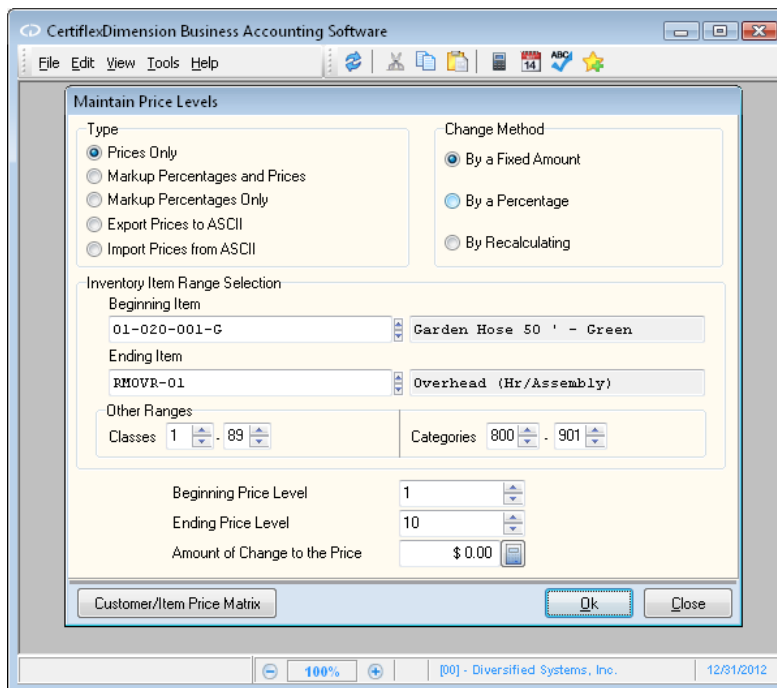 CertiflexDimension Business Accounting Software
File Edit View Tools Help
14
ABC
Maintain Price Levels
Type
Prices Only
Markup Percentages and Prices
Markup Percentages Only
Export Prices to ASCII
Import Prices from ASCII
Change Method
By a Fixed Amount
By a Percentage
By Recalculating
Inventory Item Range Selection
Beginning Item
01-020-001-G Garden Hose 50 ' - Green
Ending Item
RMOVR-01 Overhead (Hr/Assembly)
Other Ranges
Classes 1 - 89 Categories 800 - 901
Beginning Price Level 1
Ending Price Level 10
Amount of Change to the Price $ 0.00
Customer/Item Price Matrix Ok Close
100% [00] - Diversified Systems, Inc. 12/31/2012